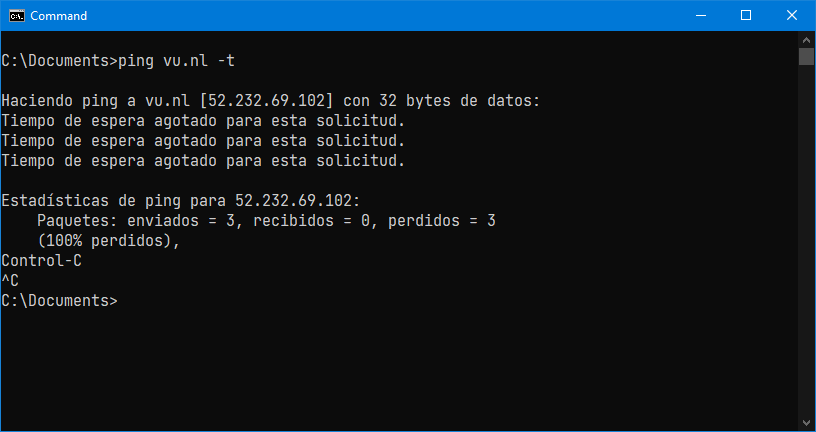 Command
C:\Documents>ping vu.nl -t
Haciendo ping a vu.nl [52.232.69.102] con 32 bytes de datos:
Tiempo de espera agotado para esta solicitud.
Tiempo de espera agotado para esta solicitud.
Tiempo de espera agotado para esta solicitud.
Estadísticas de ping para 52.232.69.102:
    Paquetes: enviados = 3, recibidos = 0, perdidos = 3
    (100% perdidos),
Control-C
^C
C:\Documents>